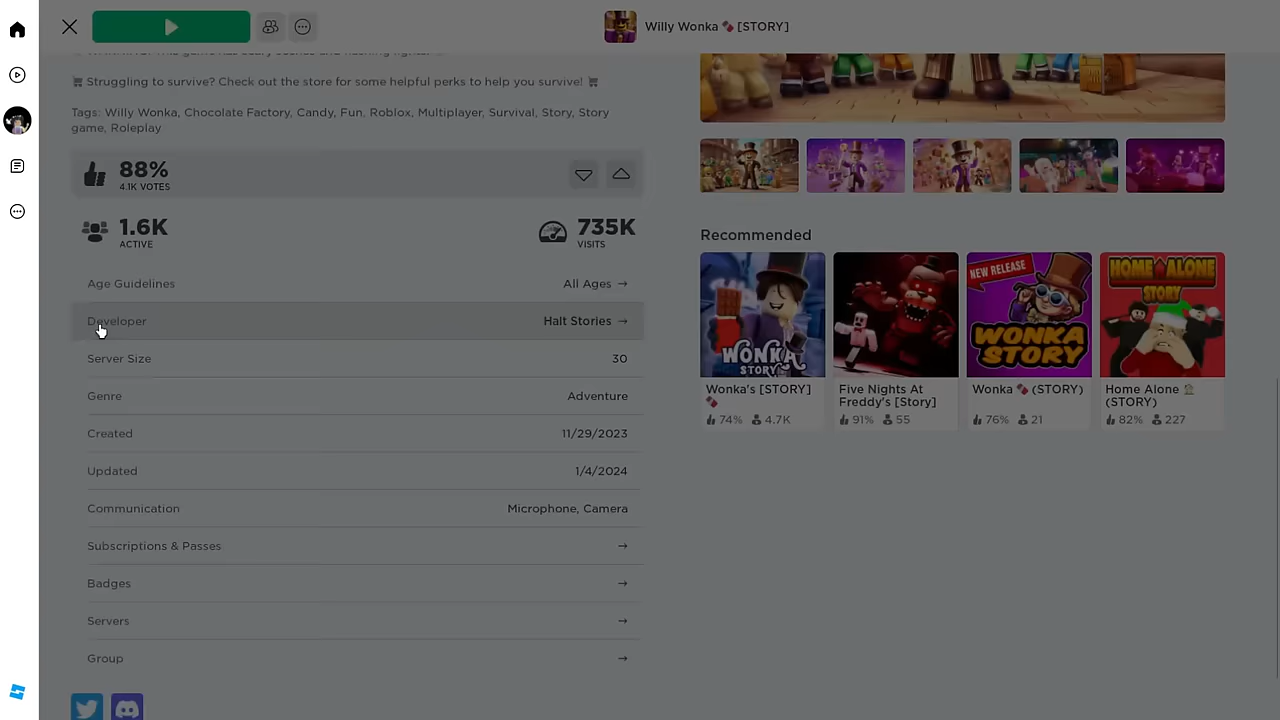 Willy Wonka 🍫 [STORY]
🛒 Struggling to survive? Check out the store for some helpful perks to help you survive! 🛒
Tags: Willy Wonka, Chocolate Factory, Candy, Fun, Roblox, Multiplayer, Survival, Story, Story
game, Roleplay
88%
4.1K VOTES
1.6K
ACTIVE
735K
VISITS
Age Guidelines
All Ages →
Developer
Halt Stories →
Server Size
30
Genre
Adventure
Created
11/29/2023
Updated
1/4/2024
Communication
Microphone, Camera
Subscriptions & Passes
→
Badges
→
Servers
→
Group
→
Recommended
WONKA
STORY
Wonka's [STORY]
🍫
74% 4.7K
Five Nights At
Freddy's [Story]
91% 55
NEW RELEASE
WONKA
STORY
Wonka 🍫 (STORY)
76% 21
HOME ALONE
STORY
Home Alone 🏠
(STORY)
82% 227